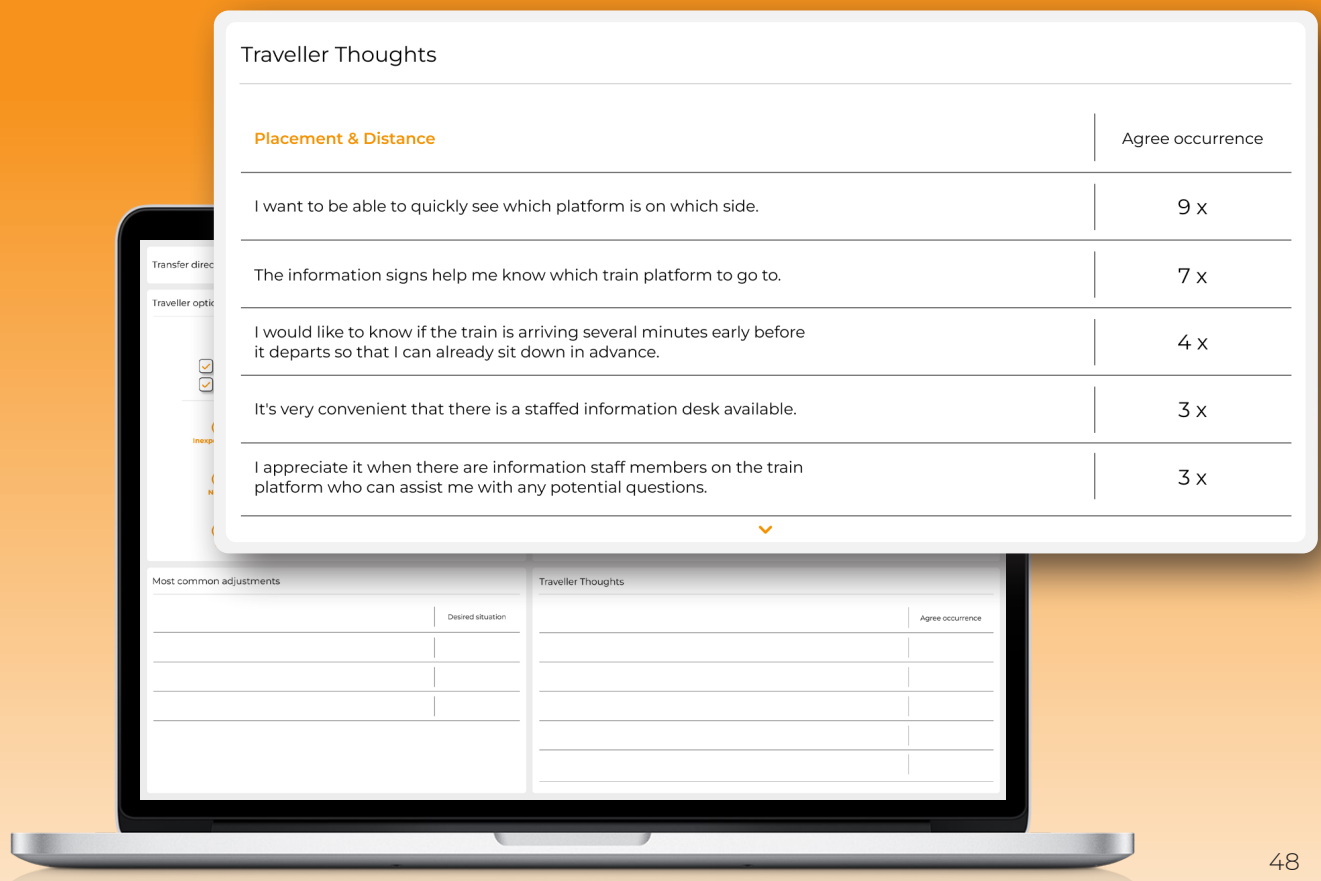 Traveller Thoughts
Placement & Distance
Agree occurrence
I want to be able to quickly see which platform is on which side.
9 x
The information signs help me know which train platform to go to.
7 x
I would like to know if the train is arriving several minutes early before
it departs so that I can already sit down in advance.
4 x
It's very convenient that there is a staffed information desk available.
3 x
I appreciate it when there are information staff members on the train
platform who can assist me with any potential questions.
3 x
Transfer direc
Traveller optio
Inexp
N
Most common adjustments
Desired situation
Traveller Thoughts
Agree occurrence
48